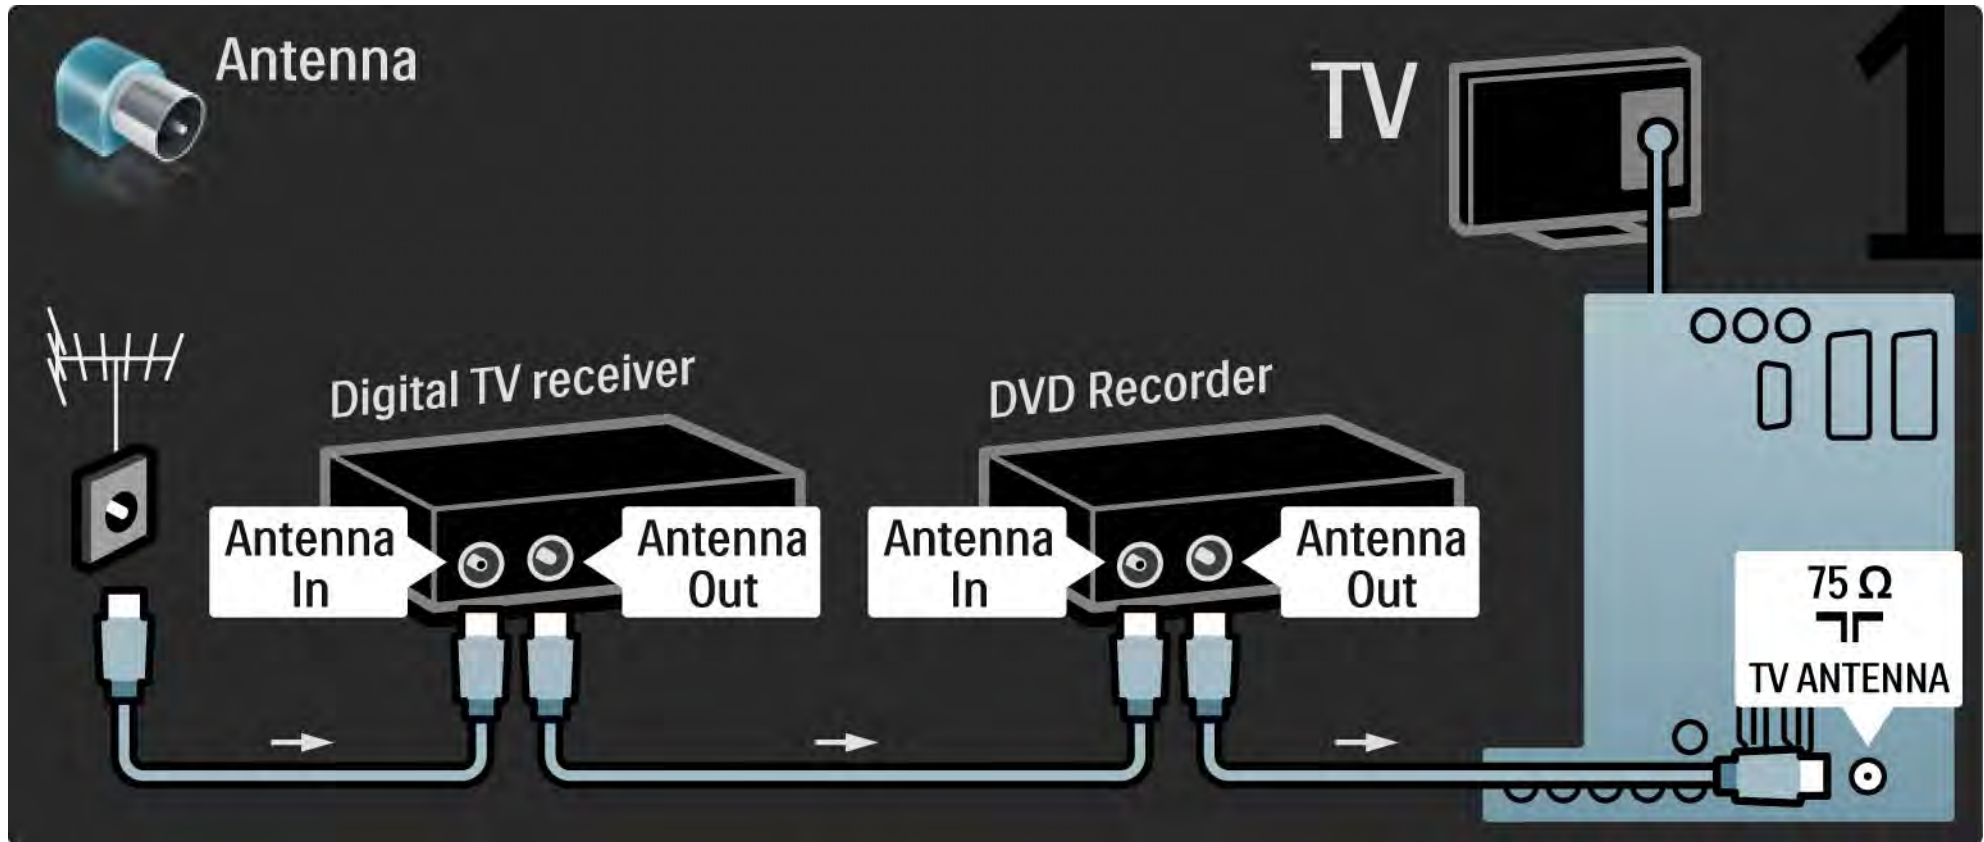 Antenna
TV
1
Digital TV receiver
DVD Recorder
Antenna
In
Antenna
Out
Antenna
In
Antenna
Out
75 Ω
TV ANTENNA